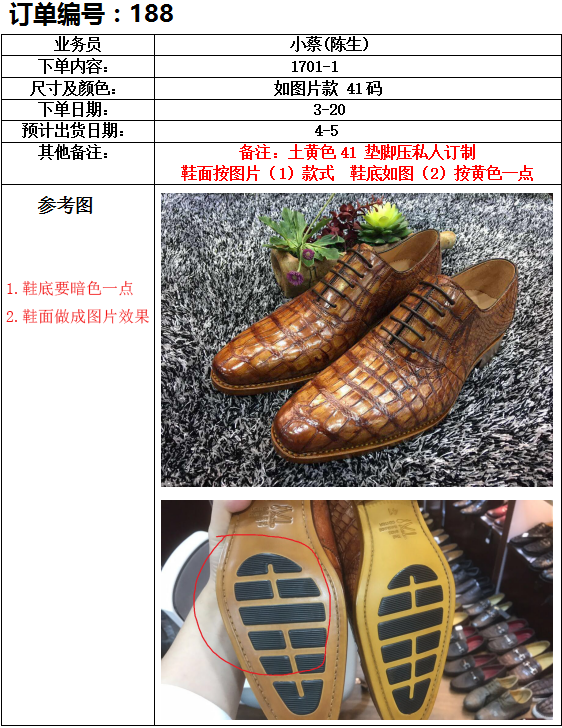 订单编号：188
业务员 小蔡(陈生)
下单内容： 1701-1
尺寸及颜色： 如图片款 41码
下单日期： 3-20
预计出货日期： 4-5
其他备注： 备注：土黄色41 垫脚压私人订制
鞋面按图片（1）款式 鞋底如图（2）按黄色一点
参考图
1.鞋底要暗色一点
2.鞋面做成图片效果